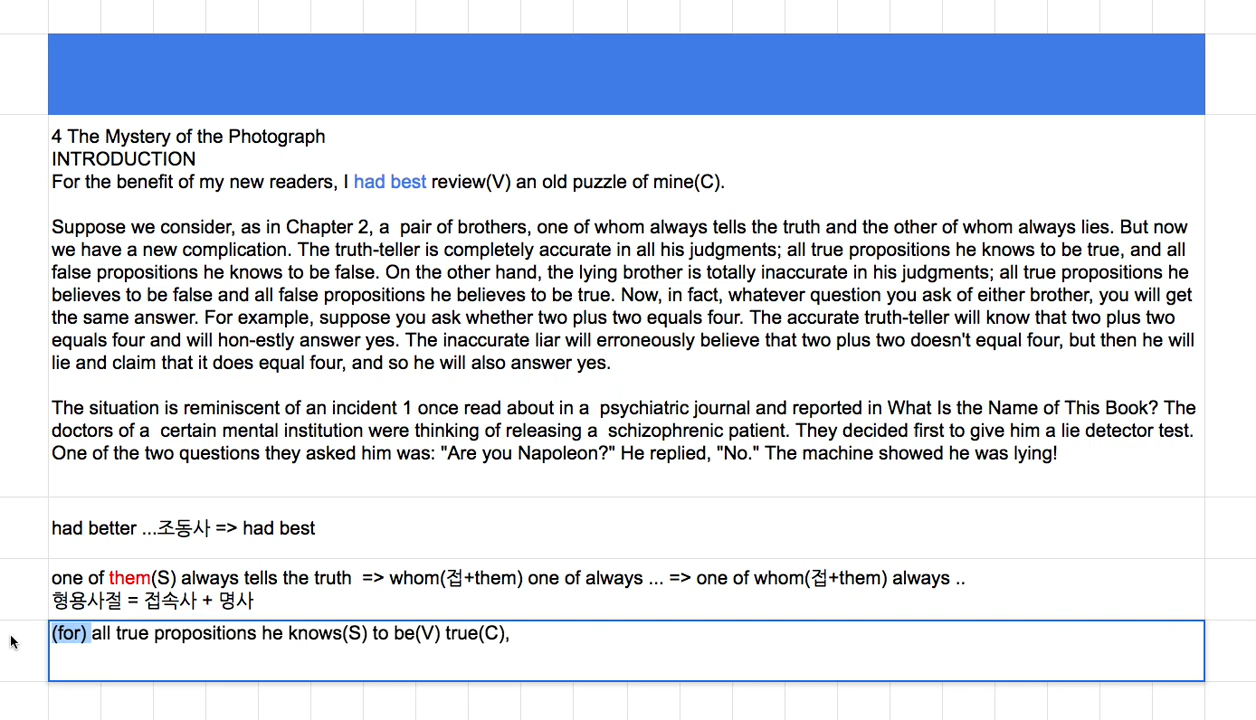 4 The Mystery of the Photograph
INTRODUCTION
For the benefit of my new readers, I had best review(V) an old puzzle of mine(C).
Suppose we consider, as in Chapter 2, a  pair of brothers, one of whom always tells the truth and the other of whom always lies. But now
we have a new complication. The truth-teller is completely accurate in all his judgments; all true propositions he knows to be true, and all
false propositions he knows to be false. On the other hand, the lying brother is totally inaccurate in his judgments; all true propositions he
believes to be false and all false propositions he believes to be true. Now, in fact, whatever question you ask of either brother, you will get
the same answer. For example, suppose you ask whether two plus two equals four. The accurate truth-teller will know that two plus two
equals four and will hon-estly answer yes. The inaccurate liar will erroneously believe that two plus two doesn't equal four, but then he will
lie and claim that it does equal four, and so he will also answer yes.
The situation is reminiscent of an incident 1 once read about in a  psychiatric journal and reported in What Is the Name of This Book? The
doctors of a  certain mental institution were thinking of releasing a  schizophrenic patient. They decided first to give him a lie detector test.
One of the two questions they asked him was: "Are you Napoleon?" He replied, "No." The machine showed he was lying!
had better ...조동사 => had best
one of them(S) always tells the truth  => whom(접+them) one of always ... => one of whom(접+them) always ..
형용사절 = 접속사 + 명사
(for) all true propositions he knows(S) to be(V) true(C),